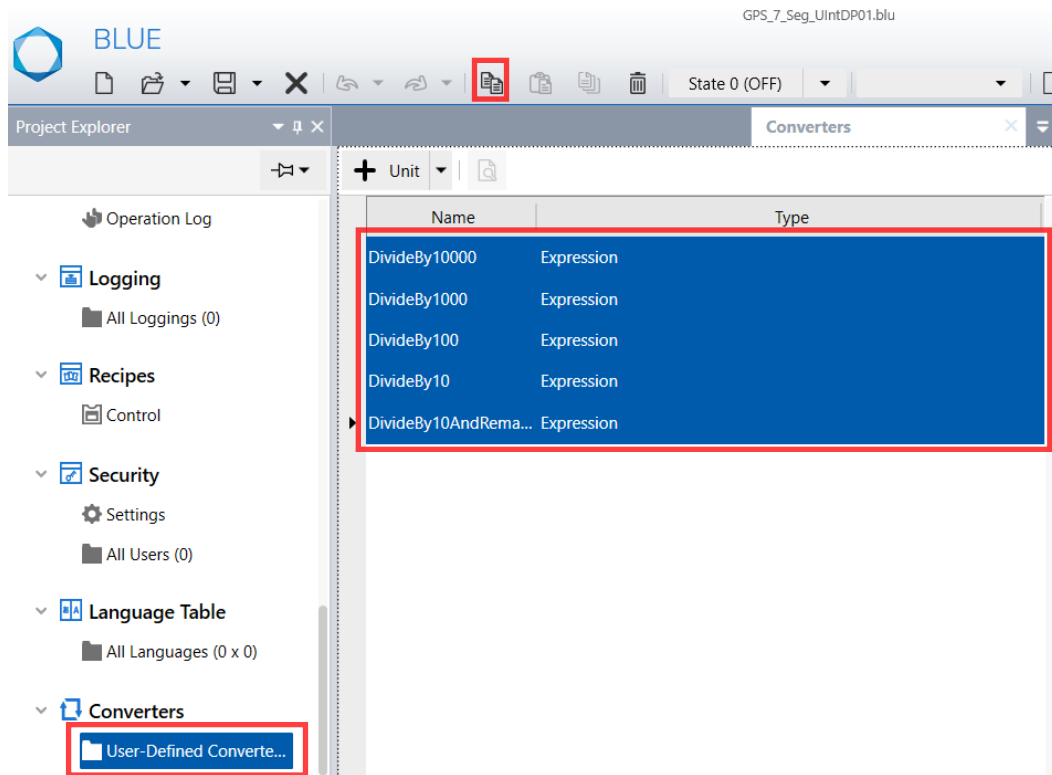 GPS_7_Seg_UIntDP01.blu
BLUE
State 0 (OFF)
Project Explorer
Converters
Unit
Operation Log
Logging
All Loggings (0)
Recipes
Control
Security
Settings
All Users (0)
Language Table
All Languages (0 x 0)
Converters
User-Defined Converte...
Name Type
DivideBy10000 Expression
DivideBy1000 Expression
DivideBy100 Expression
DivideBy10 Expression
DivideBy10AndRema... Expression